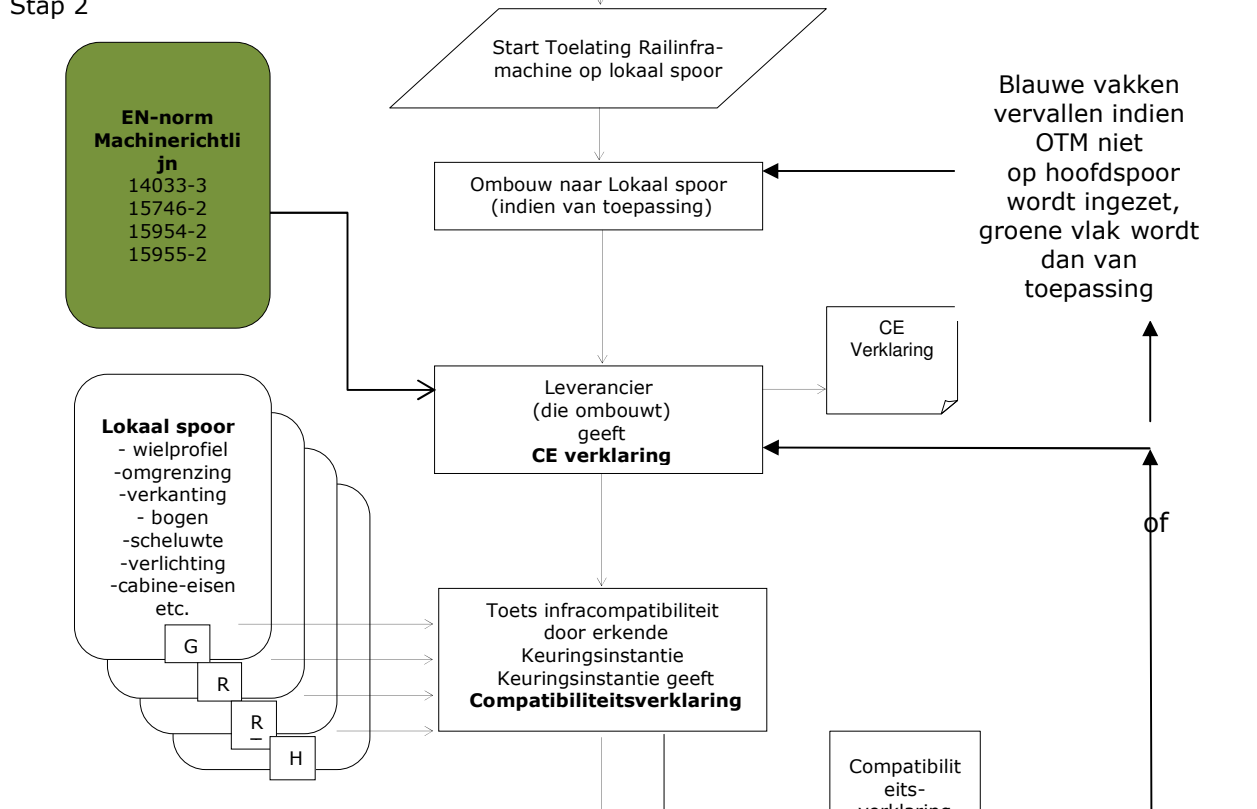 Stap 2
Start Toelating Railinfra-
machine op lokaal spoor
EN-norm
Machinerichtli
jn
14033-3
15746-2
15954-2
15955-2
Ombouw naar Lokaal spoor
(indien van toepassing)
Blauwe vakken
vervallen indien
OTM niet
op hoofdspoor
wordt ingezet,
groene vlak wordt
dan van
toepassing
CE
Verklaring
Leverancier
(die ombouwt)
geeft
CE verklaring
of
Lokaal spoor
- wielprofiel
-omgrenzing
-verkanting
- bogen
-scheluwte
-verlichting
-cabine-eisen
etc.
G
R
R
H
Toets infracompatibiliteit
door erkende
Keuringsinstantie
Keuringsinstantie geeft
Compatibiliteitsverklaring
Compatibilit
eits-
verklaring